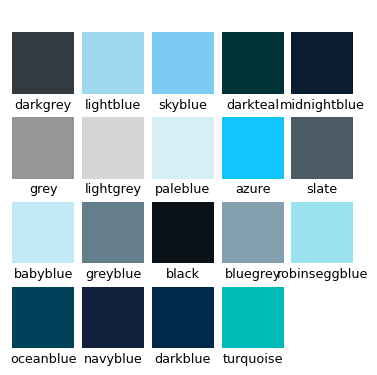 darkgrey lightblue skyblue darkteal midnightblue
grey lightgrey paleblue azure slate
babyblue greyblue black bluegrey robinseggblue
oceanblue navyblue darkblue turquoise